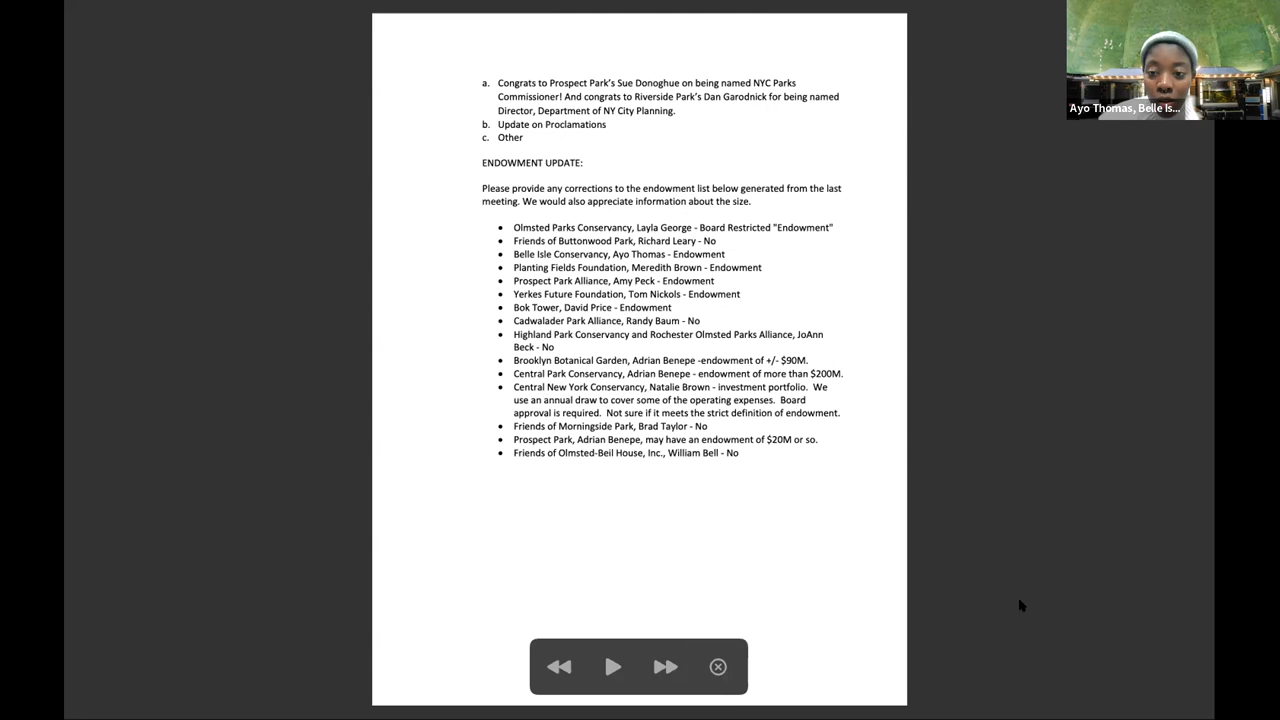 a. Congrats to Prospect Park's Sue Donoghue on being named NYC Parks
Commissioner! And congrats to Riverside Park's Dan Garodnick for being named
Director, Department of NY City Planning.
b. Update on Proclamations
c. Other
ENDOWMENT UPDATE:
Please provide any corrections to the endowment list below generated from the last
meeting. We would also appreciate information about the size.
• Olmsted Parks Conservancy, Layla George - Board Restricted "Endowment"
• Friends of Buttonwood Park, Richard Leary - No
• Belle Isle Conservancy, Ayo Thomas - Endowment
• Planting Fields Foundation, Meredith Brown - Endowment
• Prospect Park Alliance, Amy Peck - Endowment
• Yerkes Future Foundation, Tom Nickols - Endowment
• Bok Tower, David Price - Endowment
• Cadwalader Park Alliance, Randy Baum - No
• Highland Park Conservancy and Rochester Olmsted Parks Alliance, JoAnn
Beck - No
• Brooklyn Botanical Garden, Adrian Benepe -endowment of +/- $90M.
• Central Park Conservancy, Adrian Benepe - endowment of more than $200M.
• Central New York Conservancy, Natalie Brown - investment portfolio. We
use an annual draw to cover some of the operating expenses. Board
approval is required. Not sure if it meets the strict definition of endowment.
• Friends of Morningside Park, Brad Taylor - No
• Prospect Park, Adrian Benepe, may have an endowment of $20M or so.
• Friends of Olmsted-Beil House, Inc., William Bell - No
Ayo Thomas, Belle Is...